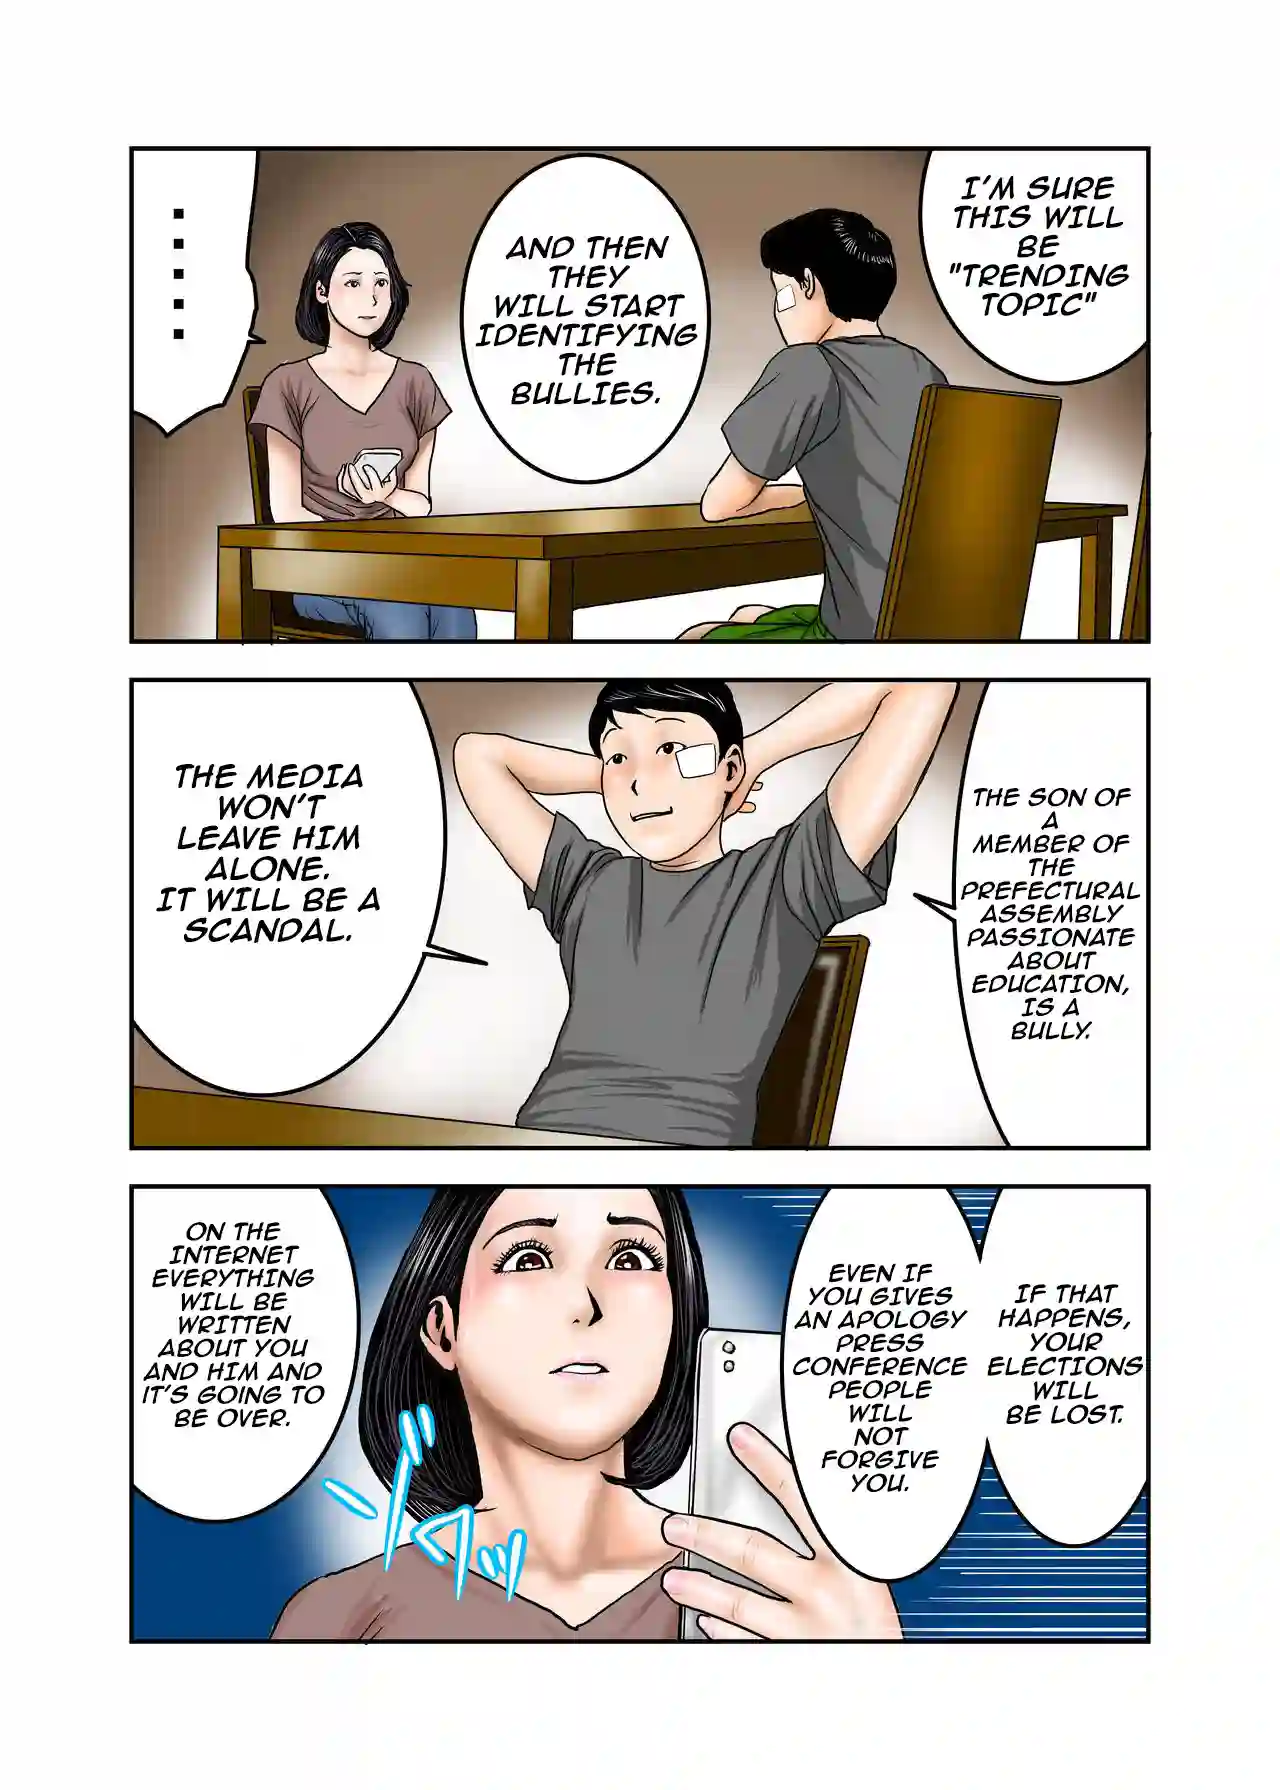 I'M SURE
THIS WILL
BE
"TRENDING
TOPIC"
AND THEN
THEY
WILL START
IDENTIFYING
THE
BULLIES.
.....
THE SON OF
A
MEMBER OF
THE
PREFECTURAL
ASSEMBLY
PASSIONATE
ABOUT
EDUCATION,
IS A
BULLY.
THE MEDIA
WON'T
LEAVE HIM
ALONE.
IT WILL BE A
SCANDAL.
IF THAT
HAPPENS,
YOUR
ELECTIONS
WILL
BE LOST.
EVEN IF
YOU GIVES
AN APOLOGY
PRESS
CONFERENCE
PEOPLE
WILL
NOT
FORGIVE
YOU.
ON THE
INTERNET
EVERYTHING
WILL BE
WRITTEN
ABOUT YOU
AND HIM AND
IT'S GOING TO
BE OVER.
ゾクッ